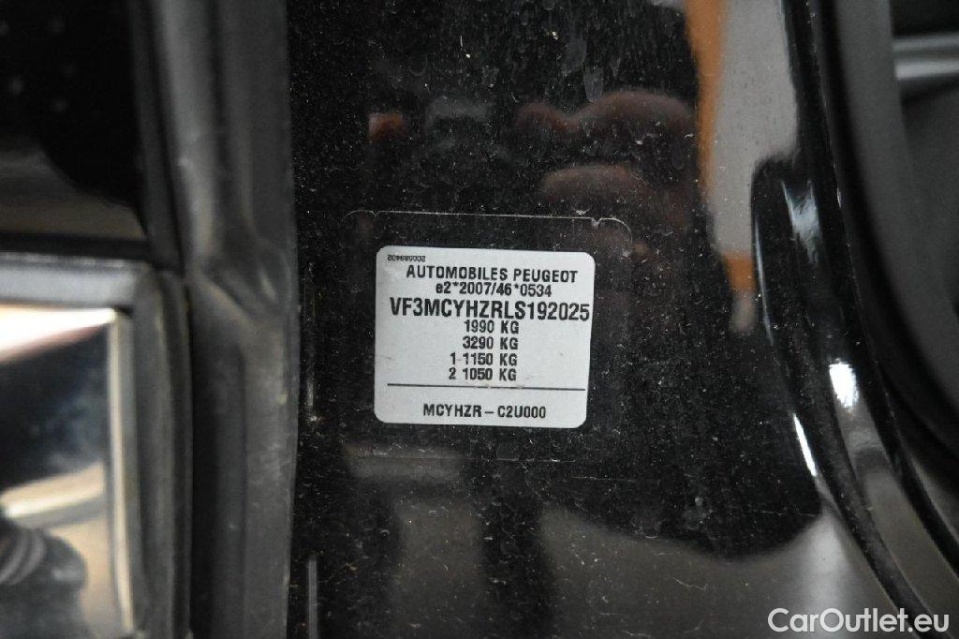 AUTOMOBILES PEUGEOT
e2*2007/46*0534
VF3MCYHZRLS192025
1990 KG
3290 KG
1-1150 KG
2 1050 KG
MCYHZR-C2U000
CarOutlet.eu